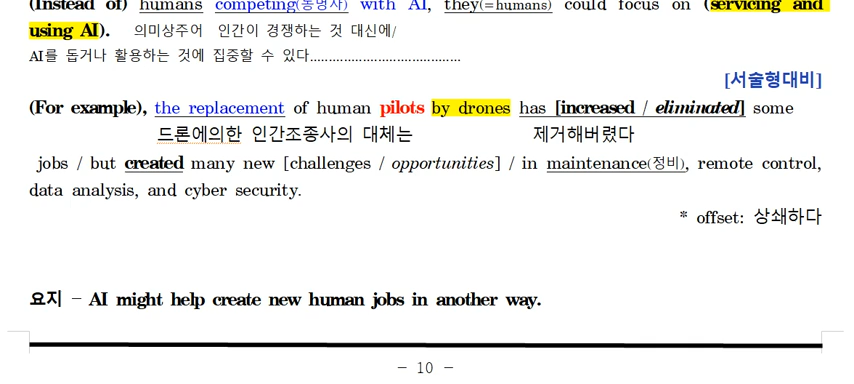 (Instead of) humans competing(동명사) with AI, they(=humans) could focus on (servicing and
using AI). 의미상주어 인간이 경쟁하는 것 대신에/
AI를 돕거나 활용하는 것에 집중할 수 있다.........................................
[서술형대비]
(For example), the replacement of human pilots by drones has [increased / eliminated] some
드론에의한 인간조종사의 대체는 제거해버렸다
jobs / but created many new [challenges / opportunities] / in maintenance(정비), remote control,
data analysis, and cyber security.
* offset: 상쇄하다
요지 - AI might help create new human jobs in another way.
- 10 -